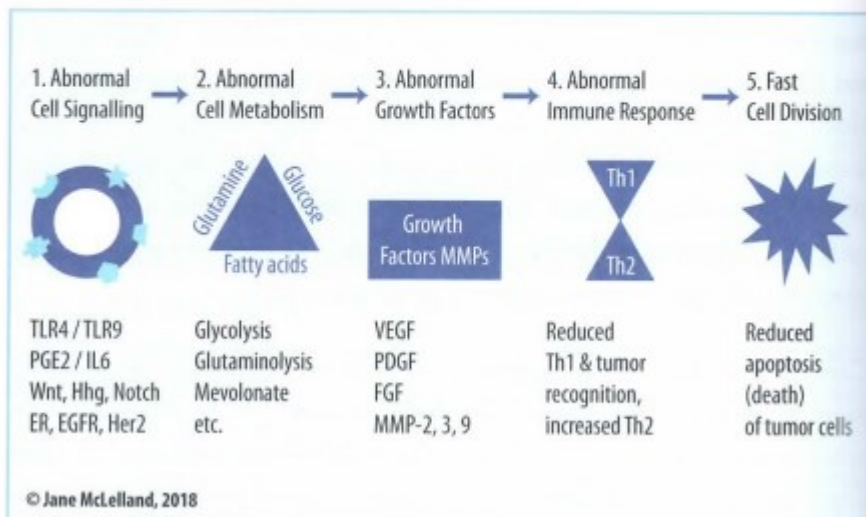 1. Abnormal
Cell Signalling
2. Abnormal
Cell Metabolism
3. Abnormal
Growth Factors
4. Abnormal
Immune Response
5. Fast
Cell Division
Glutamine
Glucose
Fatty acids
Growth
Factors MMPs
Th1
Th2
TLR4 / TLR9
PGE2 / IL6
Wnt, Hhg, Notch
ER, EGFR, Her2
Glycolysis
Glutaminolysis
Mevolonate
etc.
VEGF
PDGF
FGF
MMP-2, 3, 9
Reduced
Th1 & tumor
recognition,
increased Th2
Reduced
apoptosis
(death)
of tumor cells
© Jane McLelland, 2018